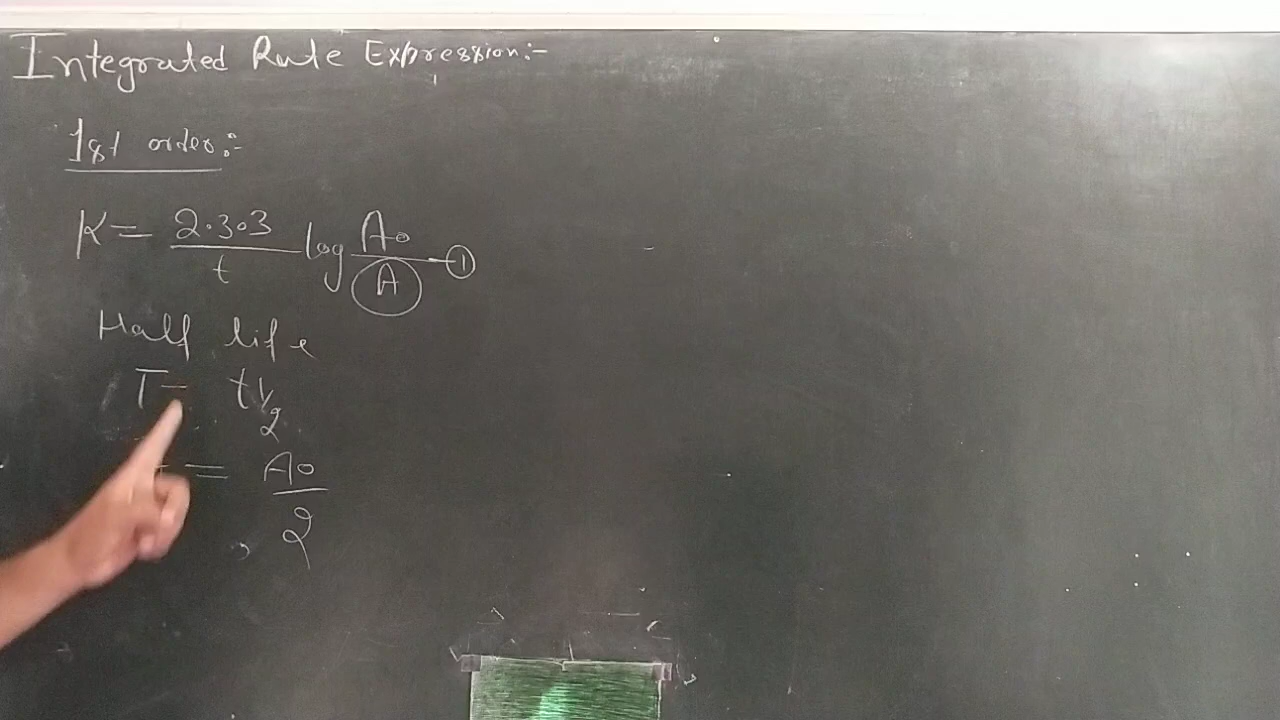 Integrated Rate Expression:-
1st order:-
K = 2.303/t log A₀/A — ①
Half life
T = t1/2
= A₀/2